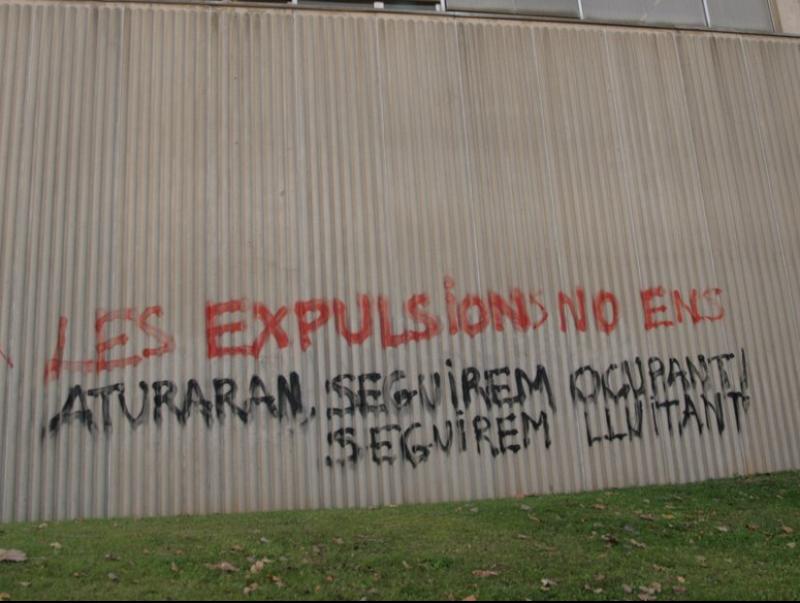 LES EXPULSIONS NO ENS
ATURARAN, SEGUIREM OCUPANT I
SEGUIREM LLUITANT